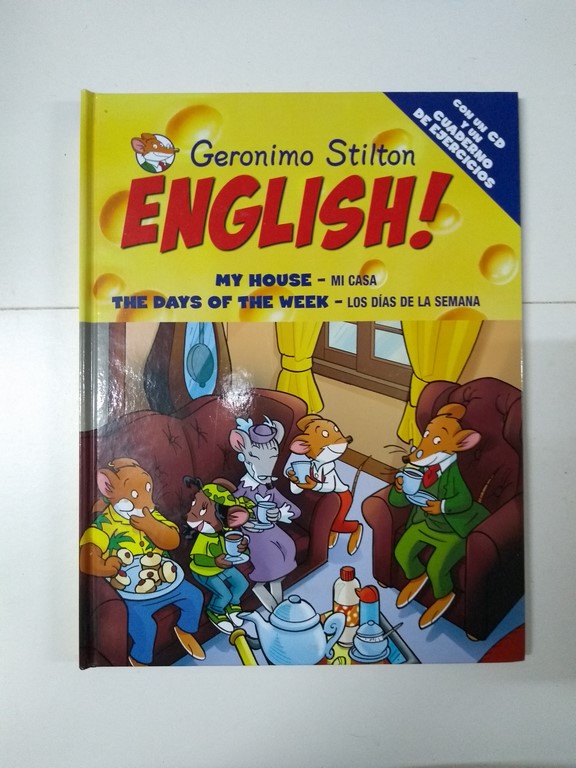 Geronimo Stilton
ENGLISH!
CON UN CD
Y UN
CUADERNO
DE EJERCICIOS
MY HOUSE – MI CASA
THE DAYS OF THE WEEK – LOS DÍAS DE LA SEMANA